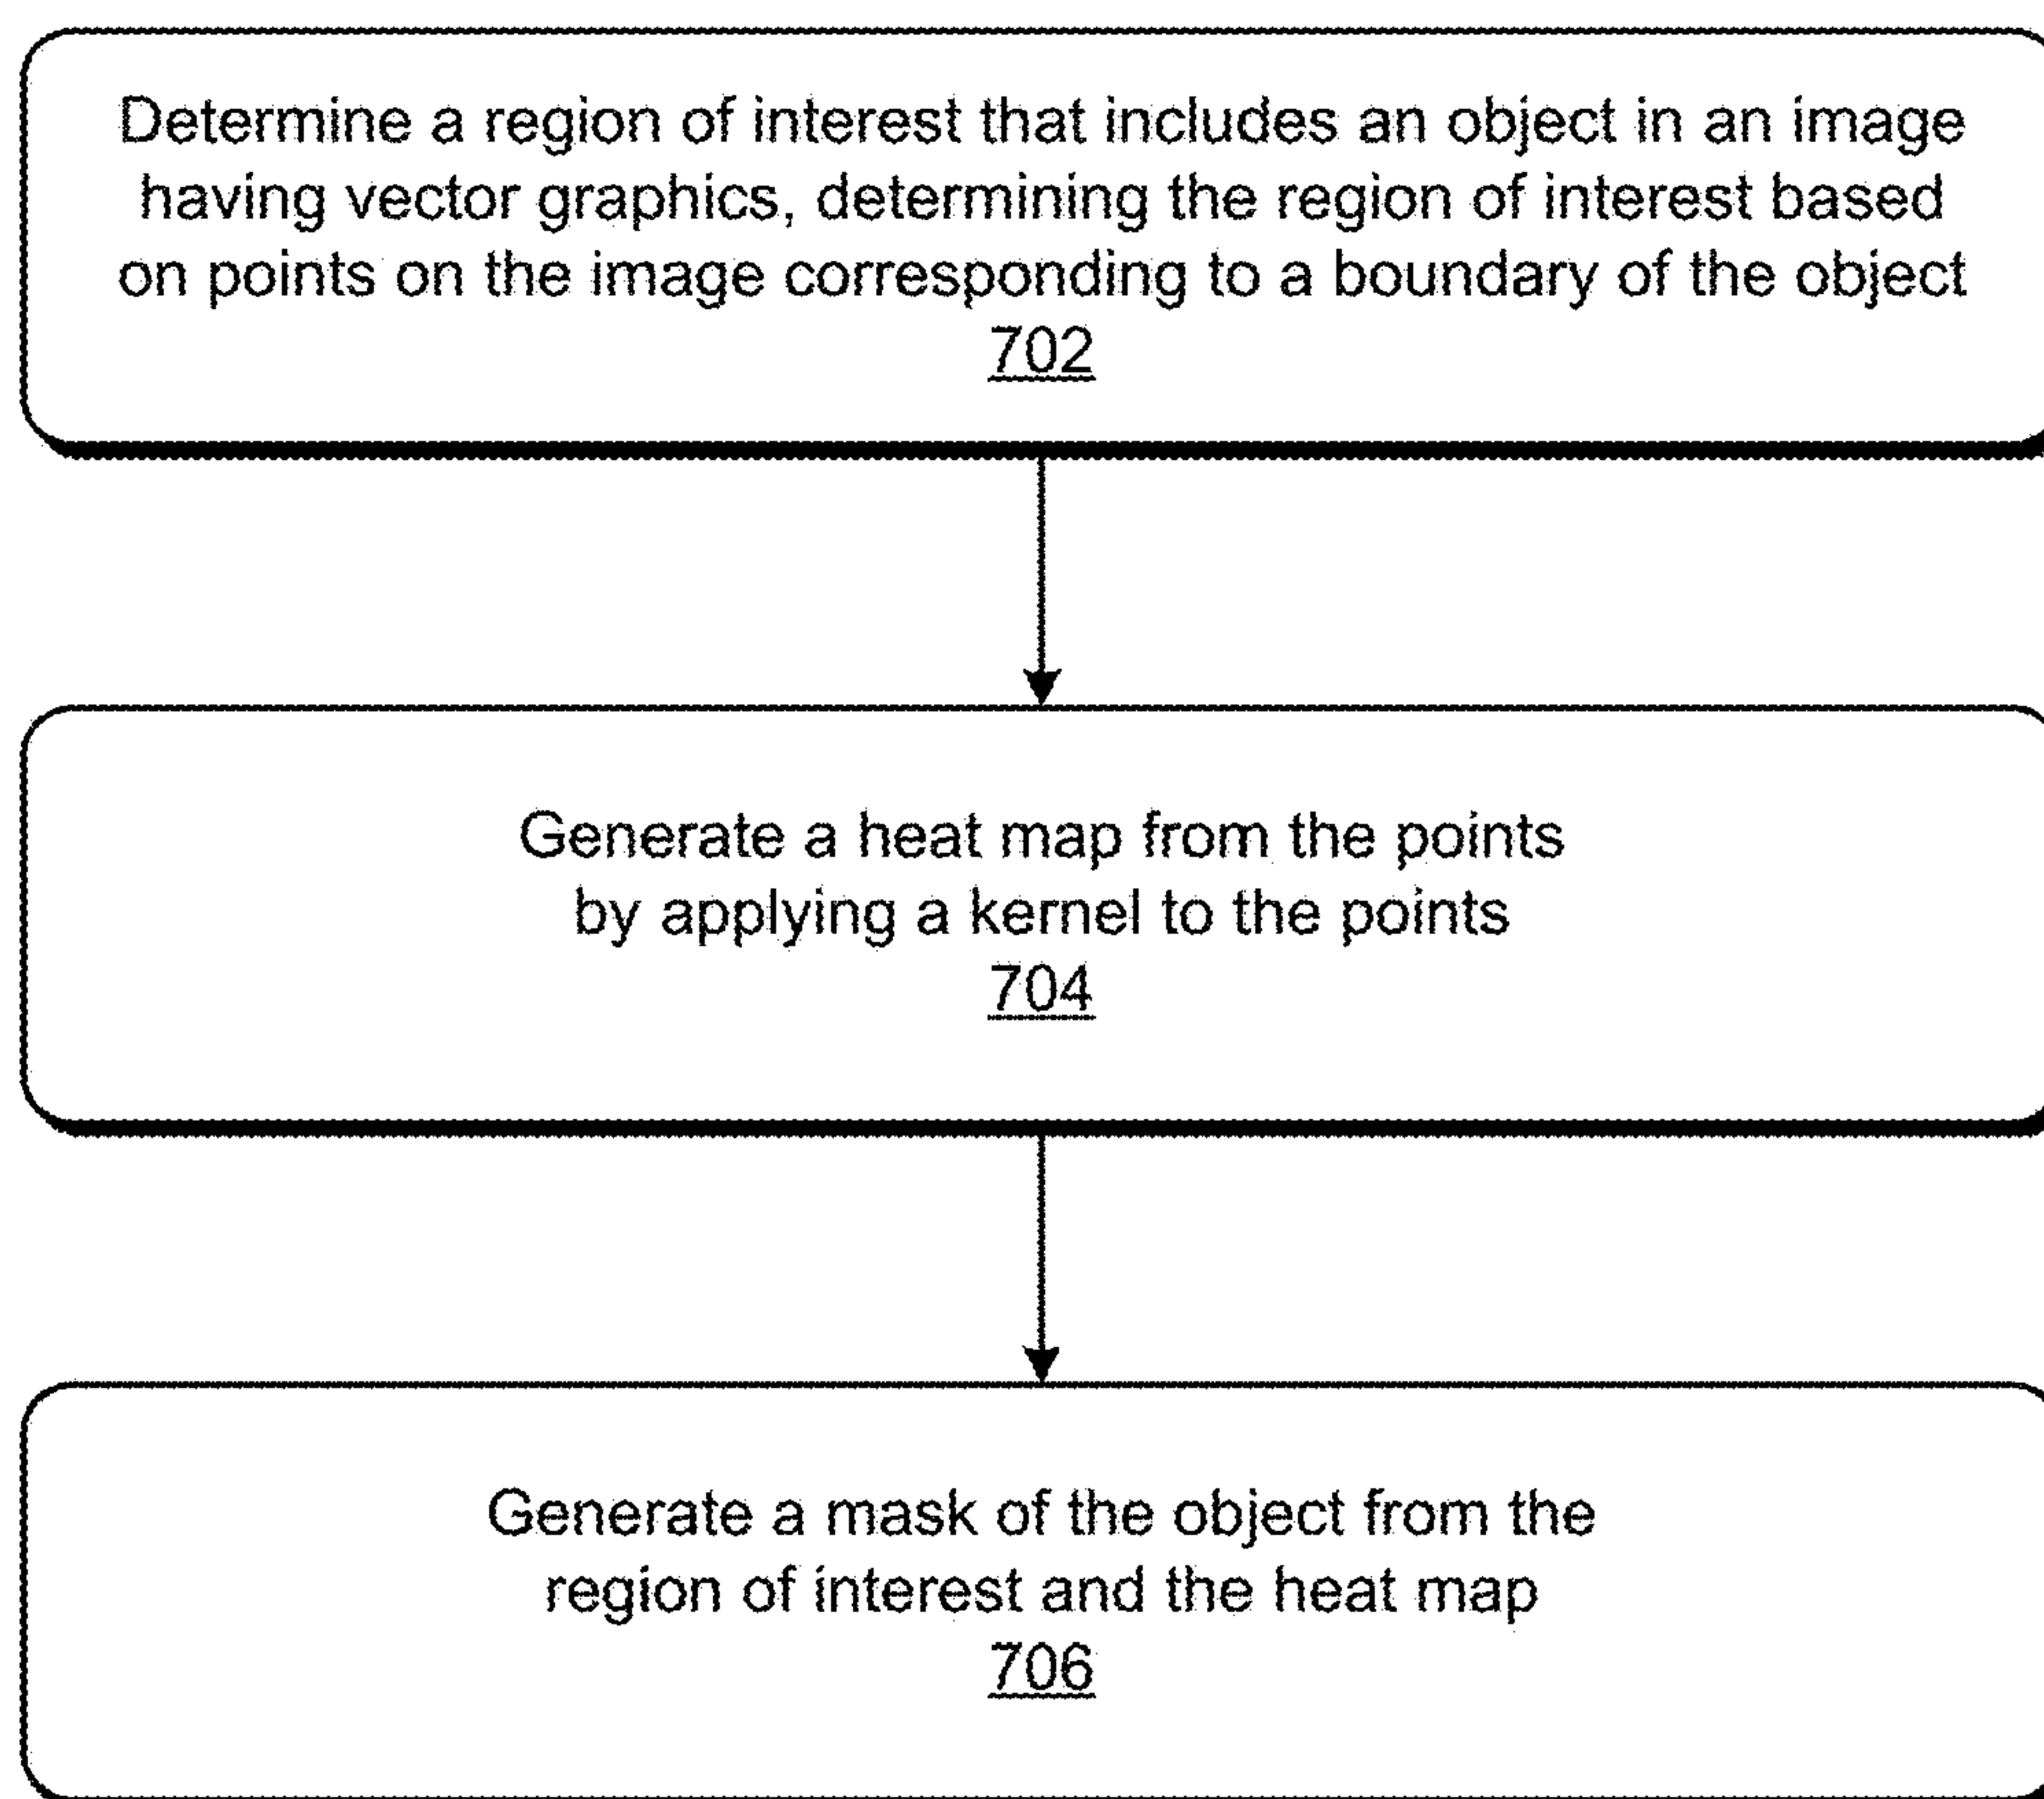 Determine a region of interest that includes an object in an image
having vector graphics, determining the region of interest based
on points on the image corresponding to a boundary of the object
702
Generate a heat map from the points
by applying a kernel to the points
704
Generate a mask of the object from the
region of interest and the heat map
706